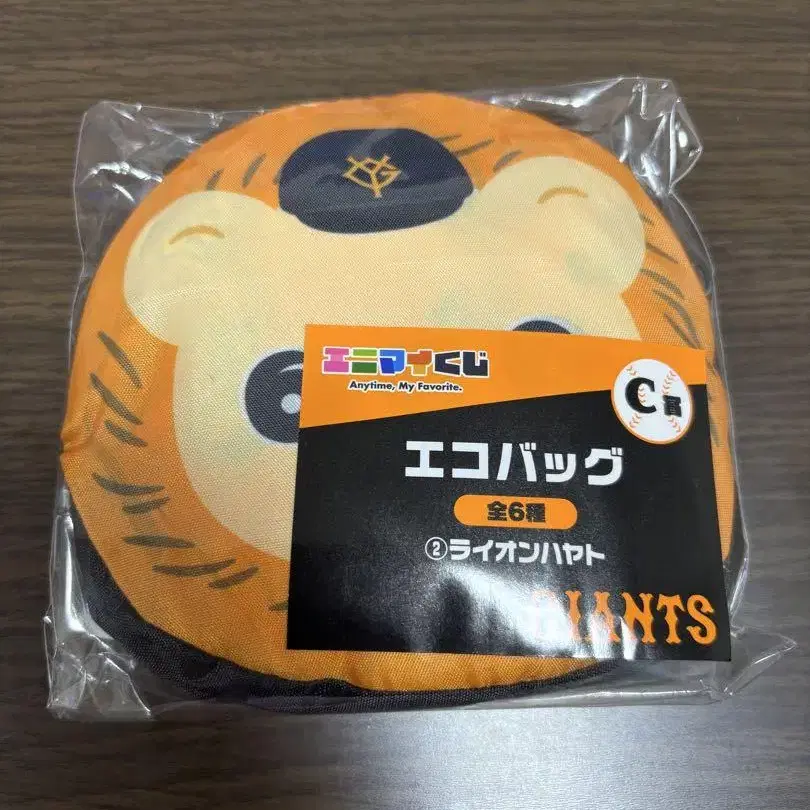 YG
エニマイくじ
Anytime, My Favorite.
C賞
エコバッグ
全6種
②ライオンハヤト
GIANTS